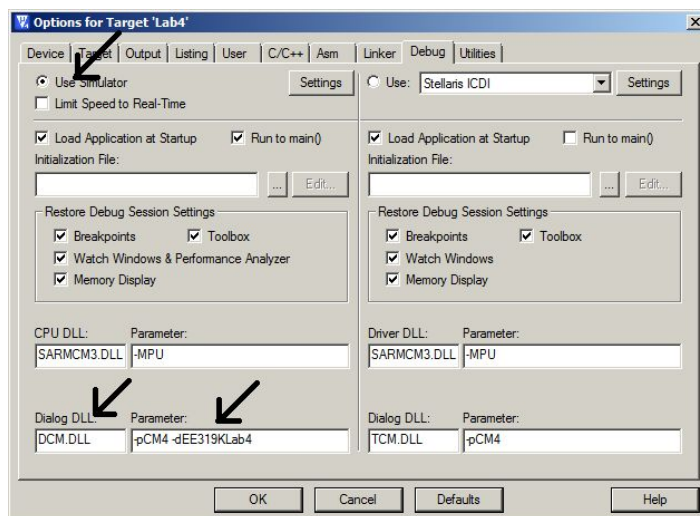 Options for Target 'Lab4'
Device Target Output Listing User C/C++ Asm Linker Debug Utilities
Use Simulator Settings Use: Stellaris ICDI Settings
Limit Speed to Real-Time
Load Application at Startup Run to main() Load Application at Startup Run to main()
Initialization File: Initialization File:
... Edit... ... Edit...
Restore Debug Session Settings Restore Debug Session Settings
Breakpoints Toolbox Breakpoints Toolbox
Watch Windows & Performance Analyzer Watch Windows
Memory Display Memory Display
CPU DLL: Parameter: Driver DLL: Parameter:
SARMCM3.DLL -MPU SARMCM3.DLL -MPU
Dialog DLL: Parameter: Dialog DLL: Parameter:
DCM.DLL -pCM4 -dEE319KLab4 TCM.DLL -pCM4
OK Cancel Defaults Help